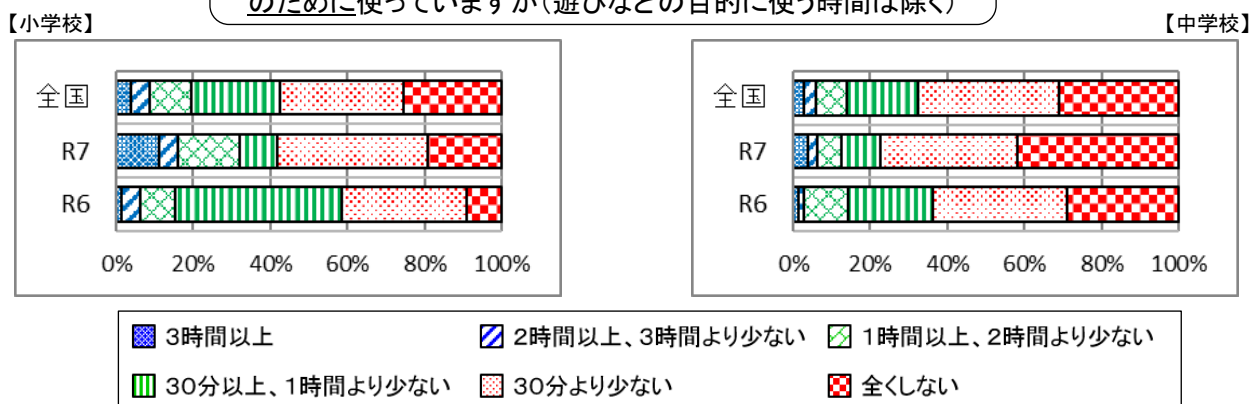 のために使っていますか（遊びなどの目的に使う時間は除く）
【小学校】
【中学校】
全国
R7
R6
0% 20% 40% 60% 80% 100%
全国
R7
R6
0% 20% 40% 60% 80% 100%
3時間以上 2時間以上、3時間より少ない 1時間以上、2時間より少ない
30分以上、1時間より少ない 30分より少ない 全くしない